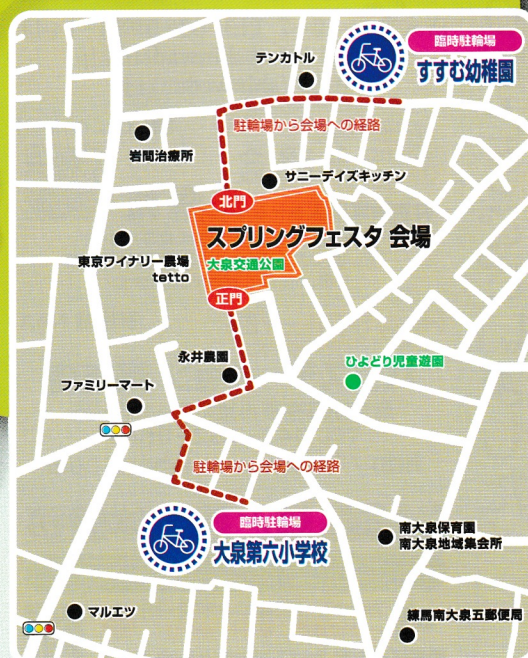 臨時駐輪場
すすむ幼稚園
テンカトル
駐輪場から会場への経路
岩間治療所
サニーデイズキッチン
北門
スプリングフェスタ 会場
東京ワイナリー農場
tetto
大泉交通公園
正門
永井農園
ひよどり児童遊園
ファミリーマート
駐輪場から会場への経路
臨時駐輪場
大泉第六小学校
南大泉保育園
南大泉地域集会所
マルエツ
練馬南大泉五郵便局